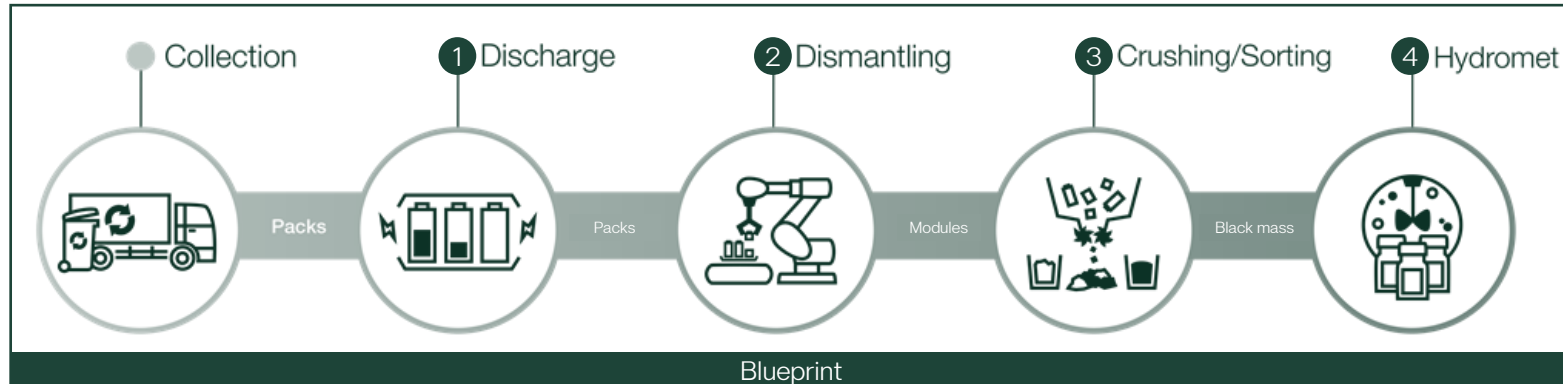 Collection
1 Discharge
2 Dismantling
3 Crushing/Sorting
4 Hydromet
Packs
Packs
Modules
Black mass
Blueprint